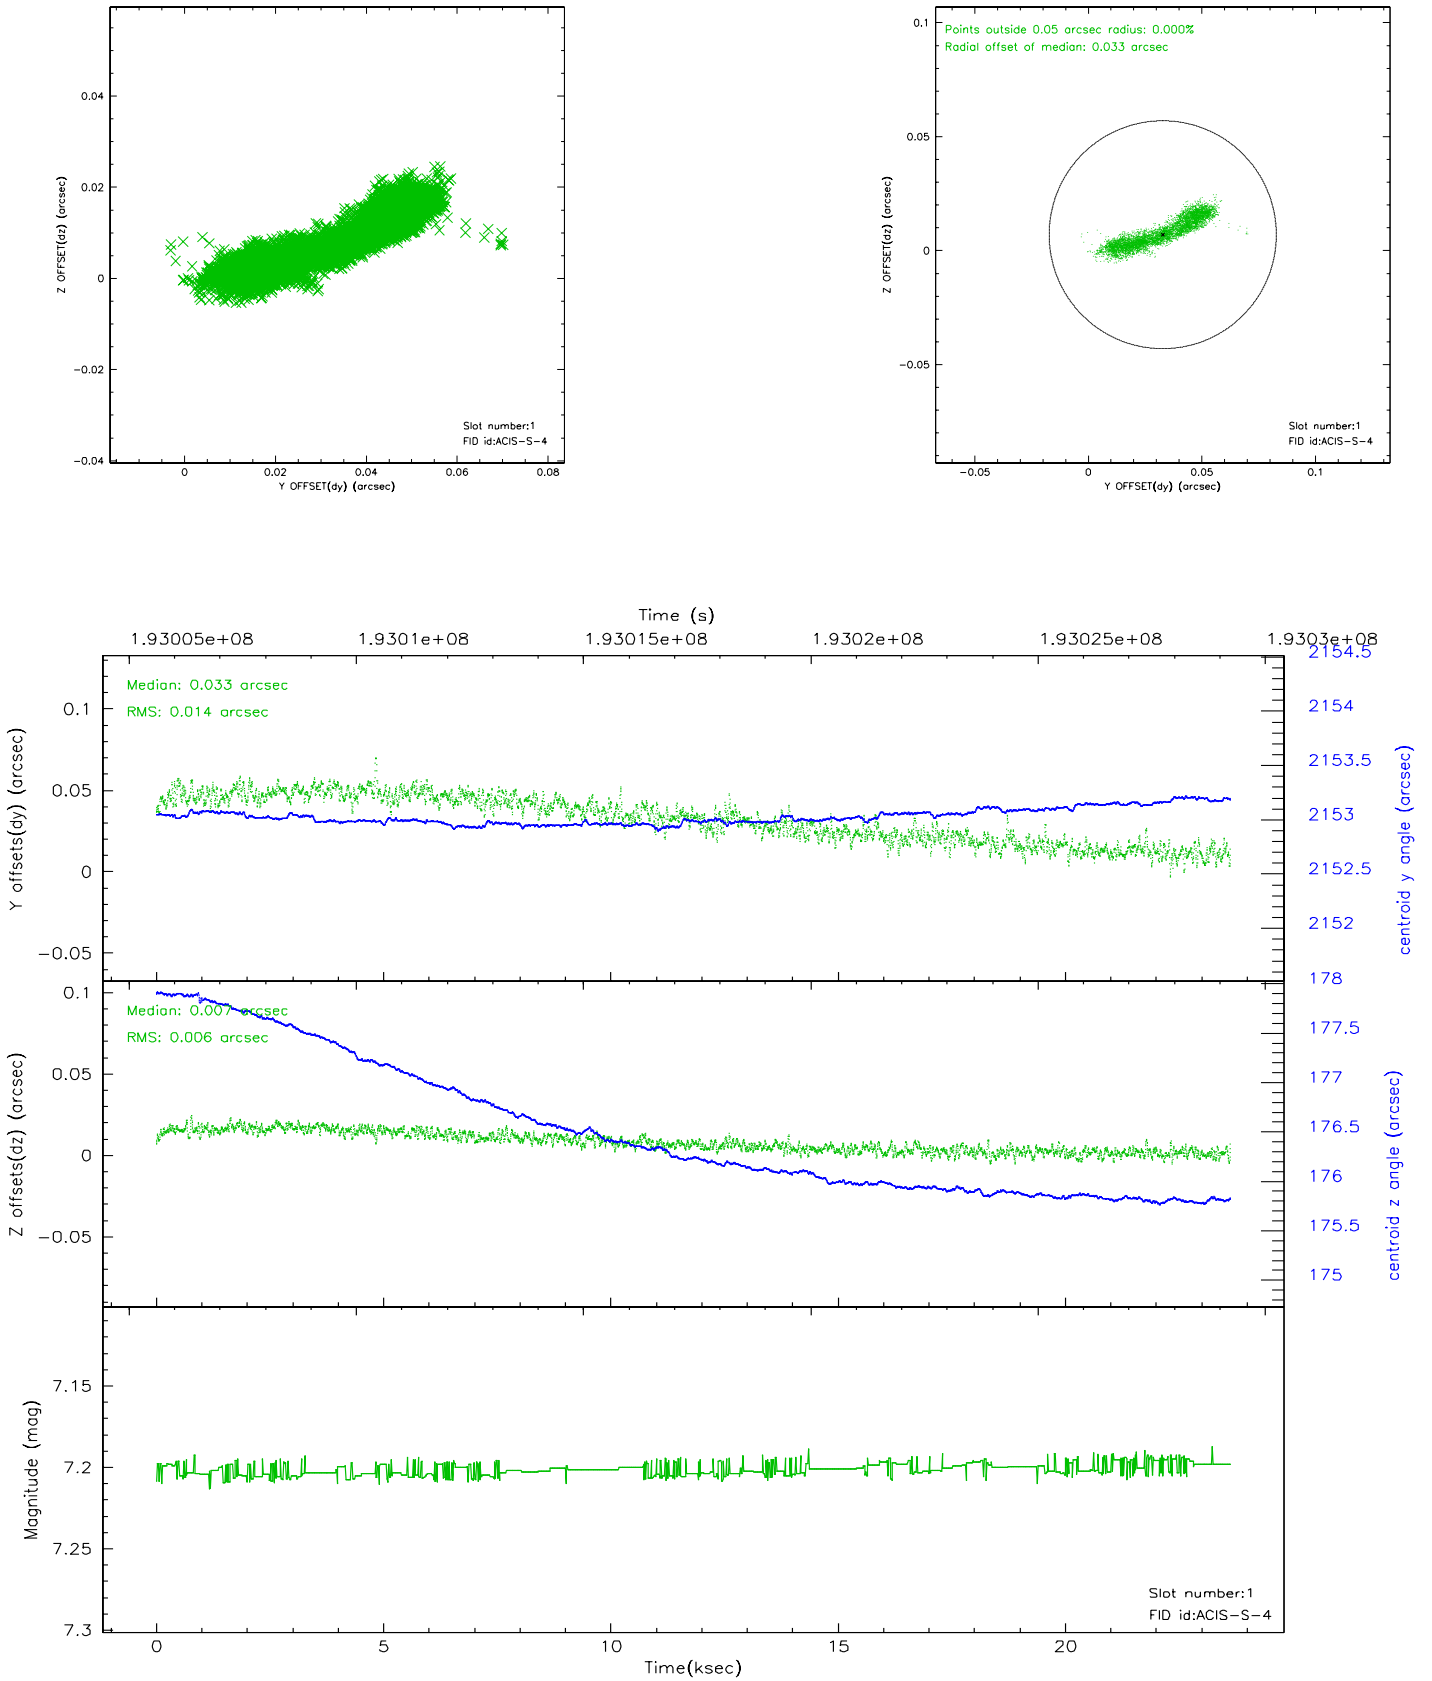 0.04
0.02
0
−0.02
−0.04
Z OFFSET(dz) (arcsec)
Slot number:1
FID id:ACIS−S−4
0
0.02
0.04
0.06
0.08
Y OFFSET(dy) (arcsec)
Points outside 0.05 arcsec radius: 0.000%
Radial offset of median: 0.033 arcsec
0.1
0.05
0
−0.05
Z OFFSET(dz) (arcsec)
Slot number:1
FID id:ACIS−S−4
−0.05
0
0.05
0.1
Y OFFSET(dy) (arcsec)
Time (s)
1.93005e+08
1.9301e+08
1.93015e+08
1.9302e+08
1.93025e+08
1.9303e+08
Median: 0.033 arcsec
RMS: 0.014 arcsec
0.1
0.05
0
−0.05
Y offsets(dy) (arcsec)
2154.5
2154
2153.5
2153
2152.5
2152
centroid y angle (arcsec)
Median: 0.007 arcsec
RMS: 0.006 arcsec
0.1
0.05
0
−0.05
Z offsets(dz) (arcsec)
178
177.5
177
176.5
176
175.5
175
centroid z angle (arcsec)
7.15
7.2
7.25
7.3
Magnitude (mag)
Slot number:1
FID id:ACIS−S−4
0
5
10
15
20
Time(ksec)